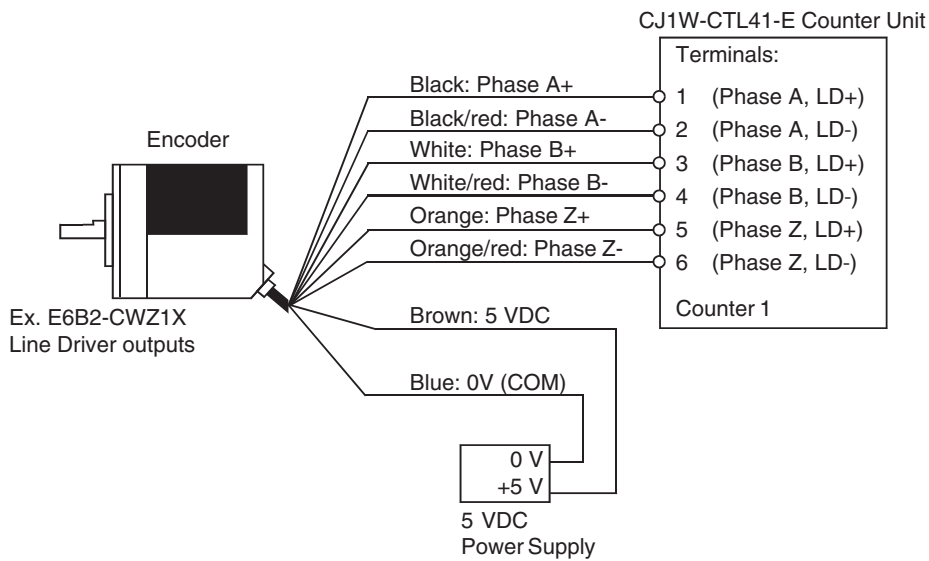 CJ1W-CTL41-E Counter Unit
Terminals:
Black: Phase A+
1 (Phase A, LD+)
Black/red: Phase A-
2 (Phase A, LD-)
White: Phase B+
3 (Phase B, LD+)
White/red: Phase B-
4 (Phase B, LD-)
Orange: Phase Z+
5 (Phase Z, LD+)
Orange/red: Phase Z-
6 (Phase Z, LD-)
Counter 1
Encoder
Ex. E6B2-CWZ1X
Line Driver outputs
Brown: 5 VDC
Blue: 0V (COM)
0 V
+5 V
5 VDC
Power Supply